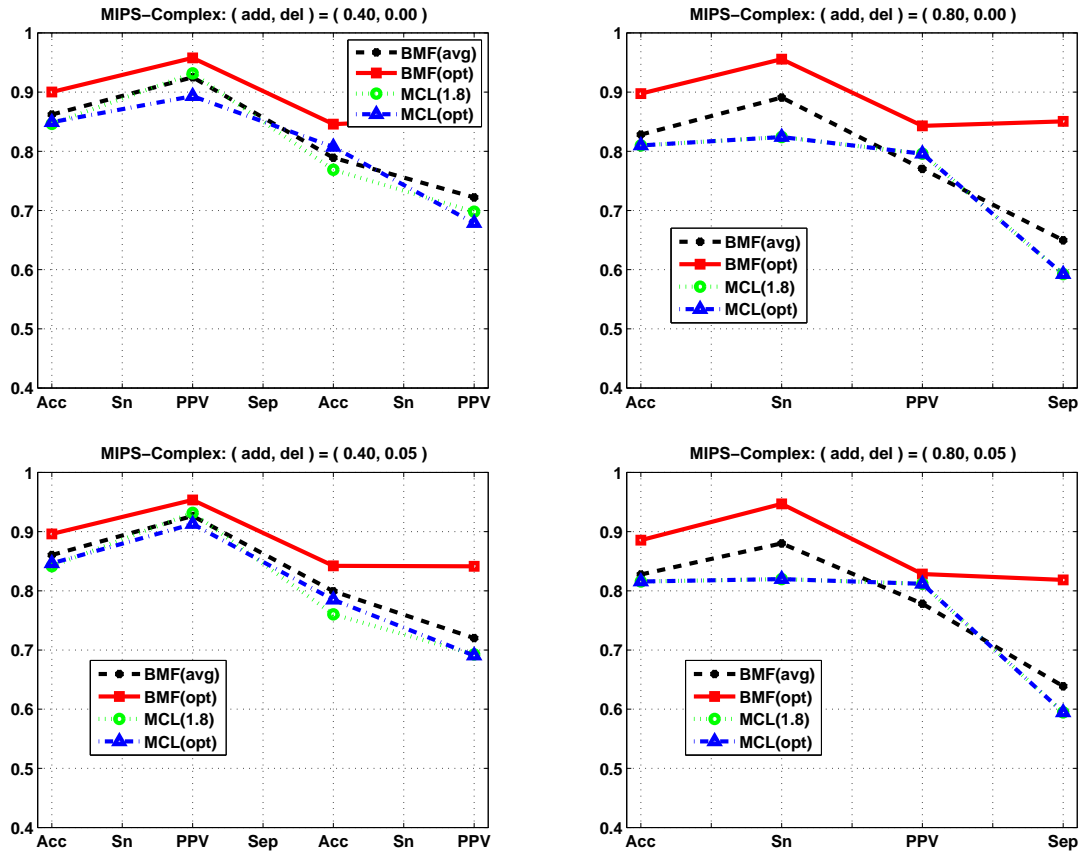 MIPS−Complex: ( add, del ) = ( 0.40, 0.00 )
1
0.9
0.8
0.7
0.6
0.5
0.4
BMF(avg)
BMF(opt)
MCL(1.8)
MCL(opt)
Acc Sn PPV Sep Acc Sn PPV
MIPS−Complex: ( add, del ) = ( 0.80, 0.00 )
1
0.9
0.8
0.7
0.6
0.5
0.4
BMF(avg)
BMF(opt)
MCL(1.8)
MCL(opt)
Acc Sn PPV Sep
MIPS−Complex: ( add, del ) = ( 0.40, 0.05 )
1
0.9
0.8
0.7
0.6
0.5
0.4
BMF(avg)
BMF(opt)
MCL(1.8)
MCL(opt)
Acc Sn PPV Sep Acc Sn PPV
MIPS−Complex: ( add, del ) = ( 0.80, 0.05 )
1
0.9
0.8
0.7
0.6
0.5
0.4
BMF(avg)
BMF(opt)
MCL(1.8)
MCL(opt)
Acc Sn PPV Sep